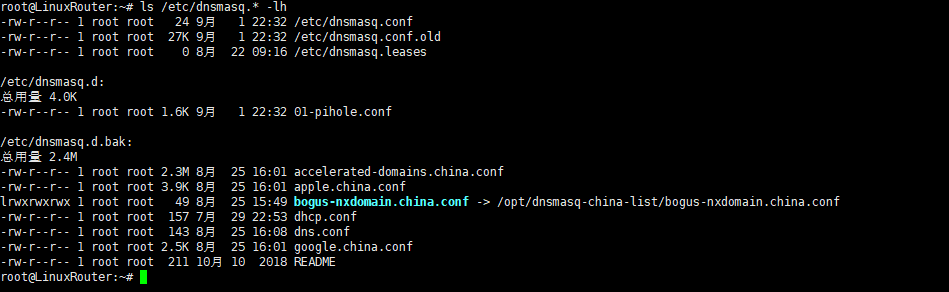 root@LinuxRouter:~# ls /etc/dnsmasq.* -lh
-rw-r--r-- 1 root root   24 9月   1 22:32 /etc/dnsmasq.conf
-rw-r--r-- 1 root root  27K 9月   1 22:32 /etc/dnsmasq.conf.old
-rw-r--r-- 1 root root    0 8月  22 09:16 /etc/dnsmasq.leases
/etc/dnsmasq.d:
总用量 4.0K
-rw-r--r-- 1 root root 1.6K 9月   1 22:32 01-pihole.conf
/etc/dnsmasq.d.bak:
总用量 2.4M
-rw-r--r-- 1 root root 2.3M 8月  25 16:01 accelerated-domains.china.conf
-rw-r--r-- 1 root root 3.9K 8月  25 16:01 apple.china.conf
lrwxrwxrwx 1 root root   49 8月  25 15:49 bogus-nxdomain.china.conf -> /opt/dnsmasq-china-list/bogus-nxdomain.china.conf
-rw-r--r-- 1 root root  157 7月  29 22:53 dhcp.conf
-rw-r--r-- 1 root root  143 8月  25 16:08 dns.conf
-rw-r--r-- 1 root root 2.5K 8月  25 16:01 google.china.conf
-rw-r--r-- 1 root root  211 10月 10  2018 README
root@LinuxRouter:~#